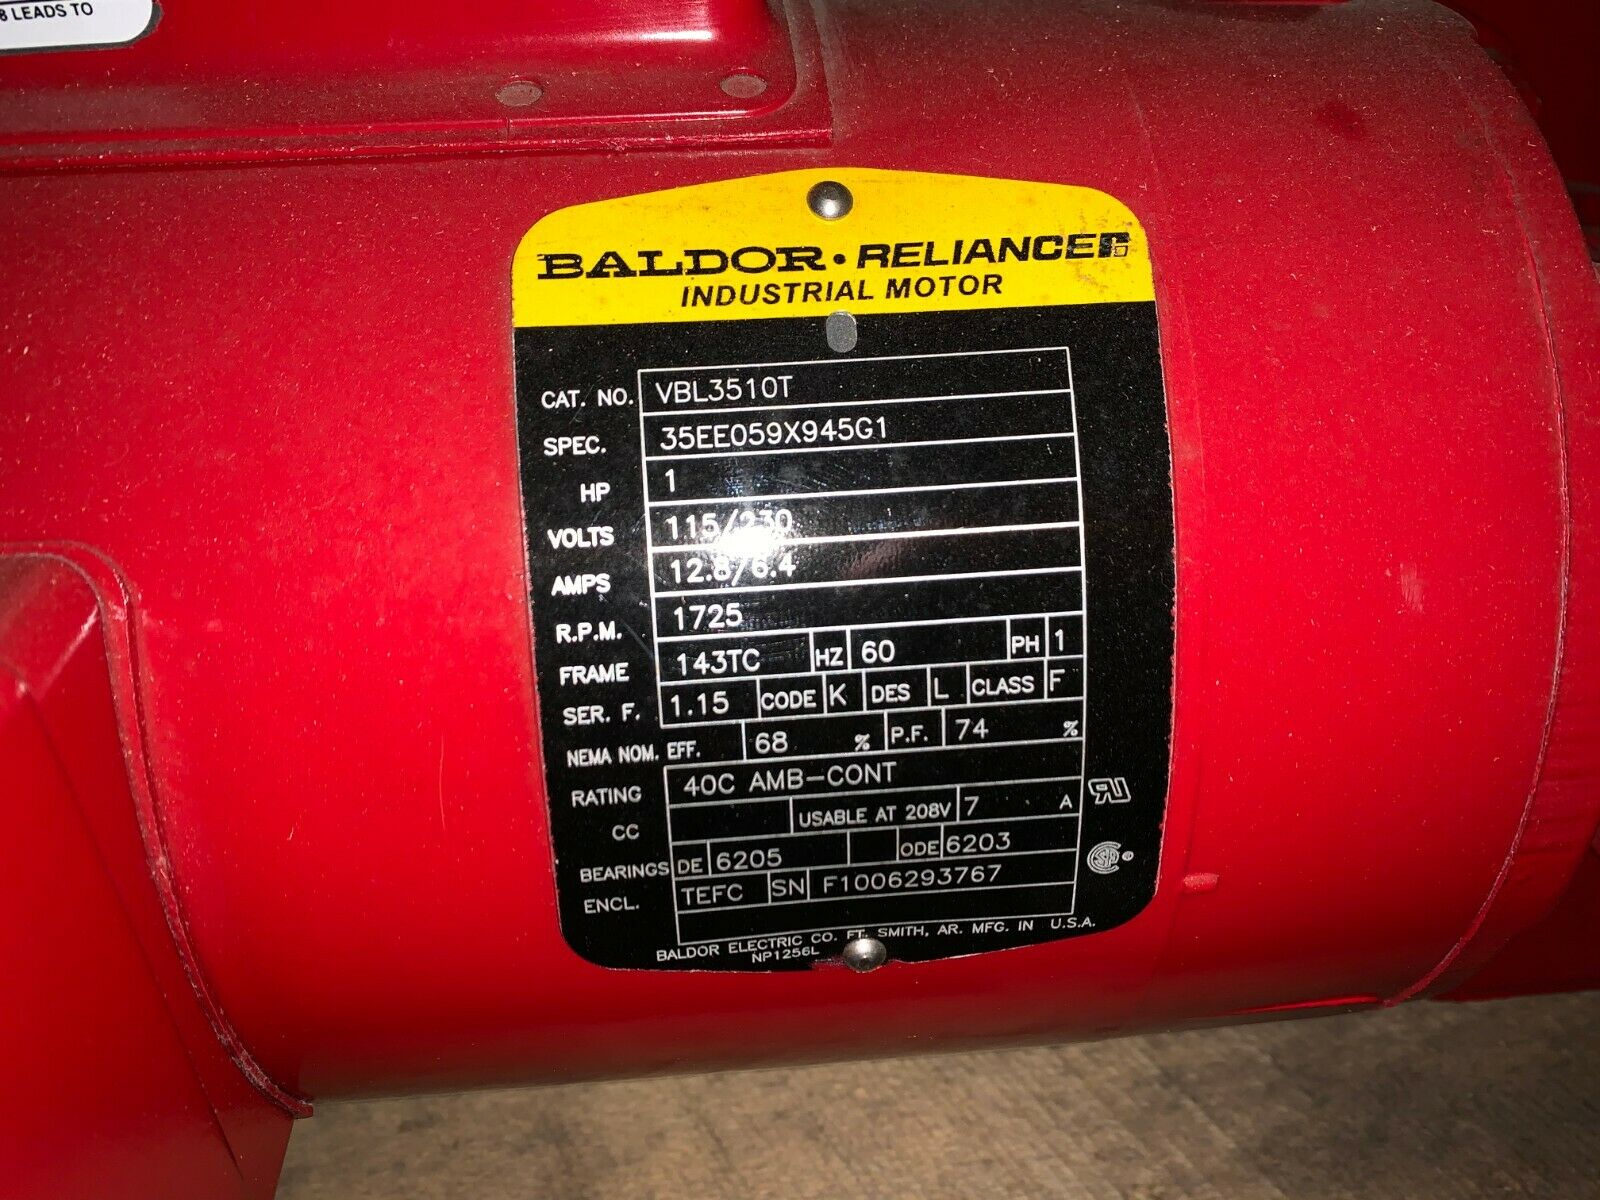 8 LEADS TO
BALDOR • RELIANCE
INDUSTRIAL MOTOR
CAT. NO. VBL3510T
SPEC. 35EE059X945G1
HP 1
VOLTS 115/230
AMPS 12.8/6.4
R.P.M. 1725
FRAME 143TC HZ 60 PH 1
SER. F. 1.15 CODE K DES L CLASS F
NEMA NOM. EFF. 68 % P.F. 74 %
RATING 40C AMB-CONT
CC USABLE AT 208V 7 A
BEARINGS DE 6205 ODE 6203
ENCL. TEFC SN F1006293767
BALDOR ELECTRIC CO. FT. SMITH, AR. MFG. IN U.S.A.
NP1256L